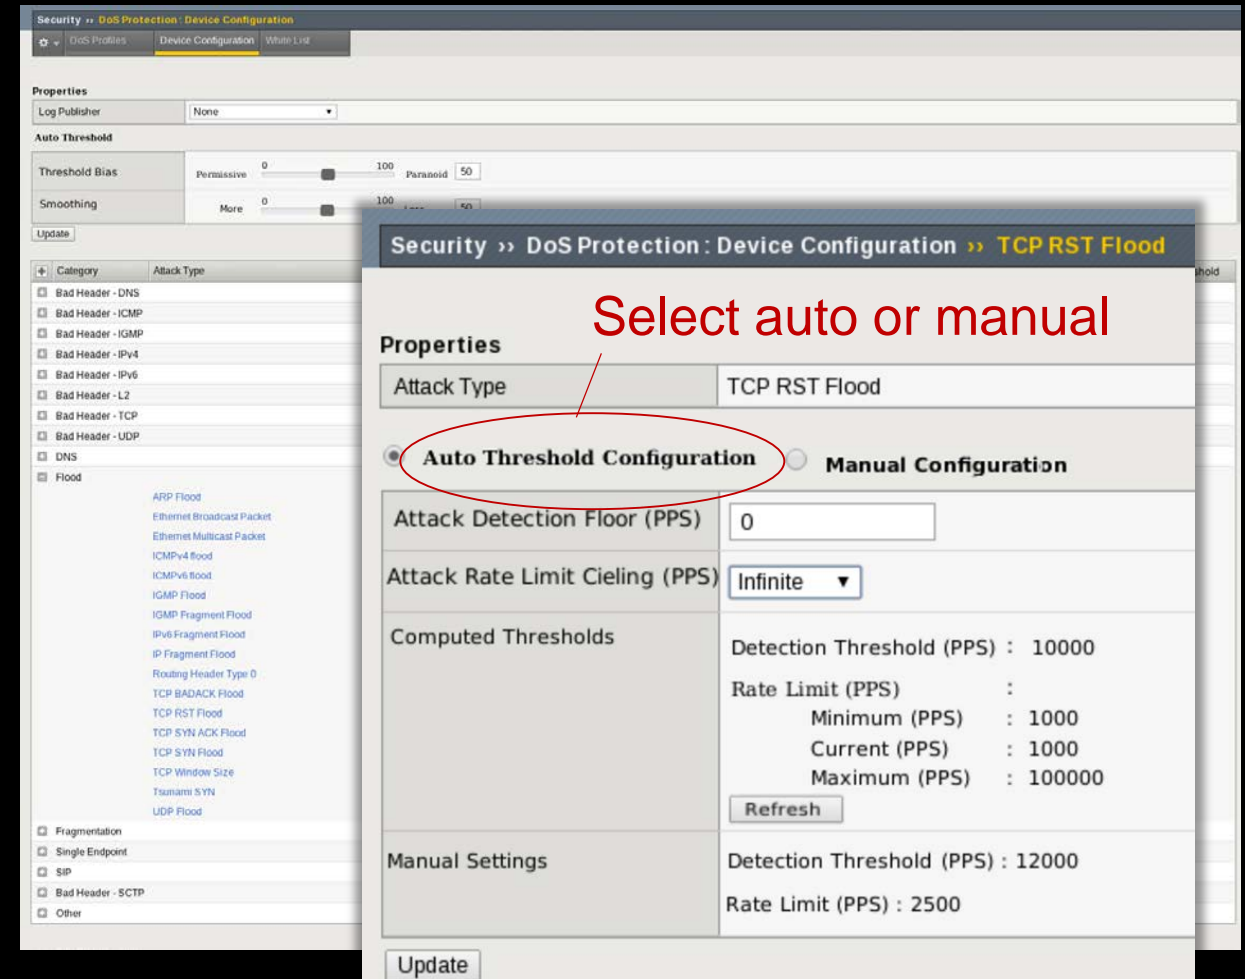 Security ›› DoS Protection : Device Configuration
DoS Profiles Device Configuration White List
Properties
Log Publisher None
Auto Threshold
Threshold Bias Permissive 0 100 Paranoid 50
Smoothing More 0 100 50
Update
Category Attack Type
Bad Header - DNS
Bad Header - ICMP
Bad Header - IGMP
Bad Header - IPv4
Bad Header - IPv6
Bad Header - L2
Bad Header - TCP
Bad Header - UDP
DNS
Flood
ARP Flood
Ethernet Broadcast Packet
Ethernet Multicast Packet
ICMPv4 flood
ICMPv6 flood
IGMP Flood
IGMP Fragment Flood
IPv6 Fragment Flood
IP Fragment Flood
Routing Header Type 0
TCP BADACK Flood
TCP RST Flood
TCP SYN ACK Flood
TCP SYN Flood
TCP Window Size
Tsunami SYN
UDP Flood
Fragmentation
Single Endpoint
SIP
Bad Header - SCTP
Other
Security ›› DoS Protection : Device Configuration ›› TCP RST Flood
Select auto or manual
Properties
Attack Type TCP RST Flood
Auto Threshold Configuration Manual Configuration
Attack Detection Floor (PPS) 0
Attack Rate Limit Cieling (PPS) Infinite
Computed Thresholds Detection Threshold (PPS) : 10000
Rate Limit (PPS) :
Minimum (PPS) : 1000
Current (PPS) : 1000
Maximum (PPS) : 100000
Refresh
Manual Settings Detection Threshold (PPS) : 12000
Rate Limit (PPS) : 2500
Update